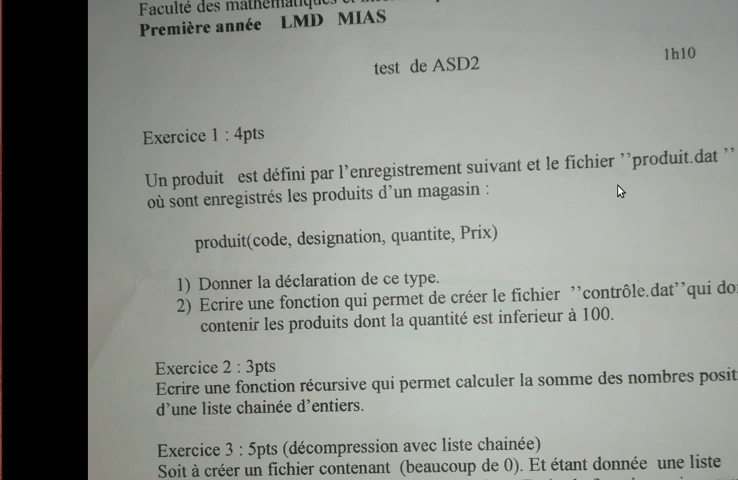 Faculté des mathématiques et
Première année LMD MIAS
test de ASD2
1h10
Exercice 1 : 4pts
Un produit est défini par l'enregistrement suivant et le fichier ''produit.dat ''
où sont enregistrés les produits d'un magasin :
produit(code, designation, quantite, Prix)
1) Donner la déclaration de ce type.
2) Ecrire une fonction qui permet de créer le fichier ''contrôle.dat''qui do
contenir les produits dont la quantité est inferieur à 100.
Exercice 2 : 3pts
Ecrire une fonction récursive qui permet calculer la somme des nombres posit
d'une liste chainée d'entiers.
Exercice 3 : 5pts (décompression avec liste chainée)
Soit à créer un fichier contenant (beaucoup de 0). Et étant donnée une liste